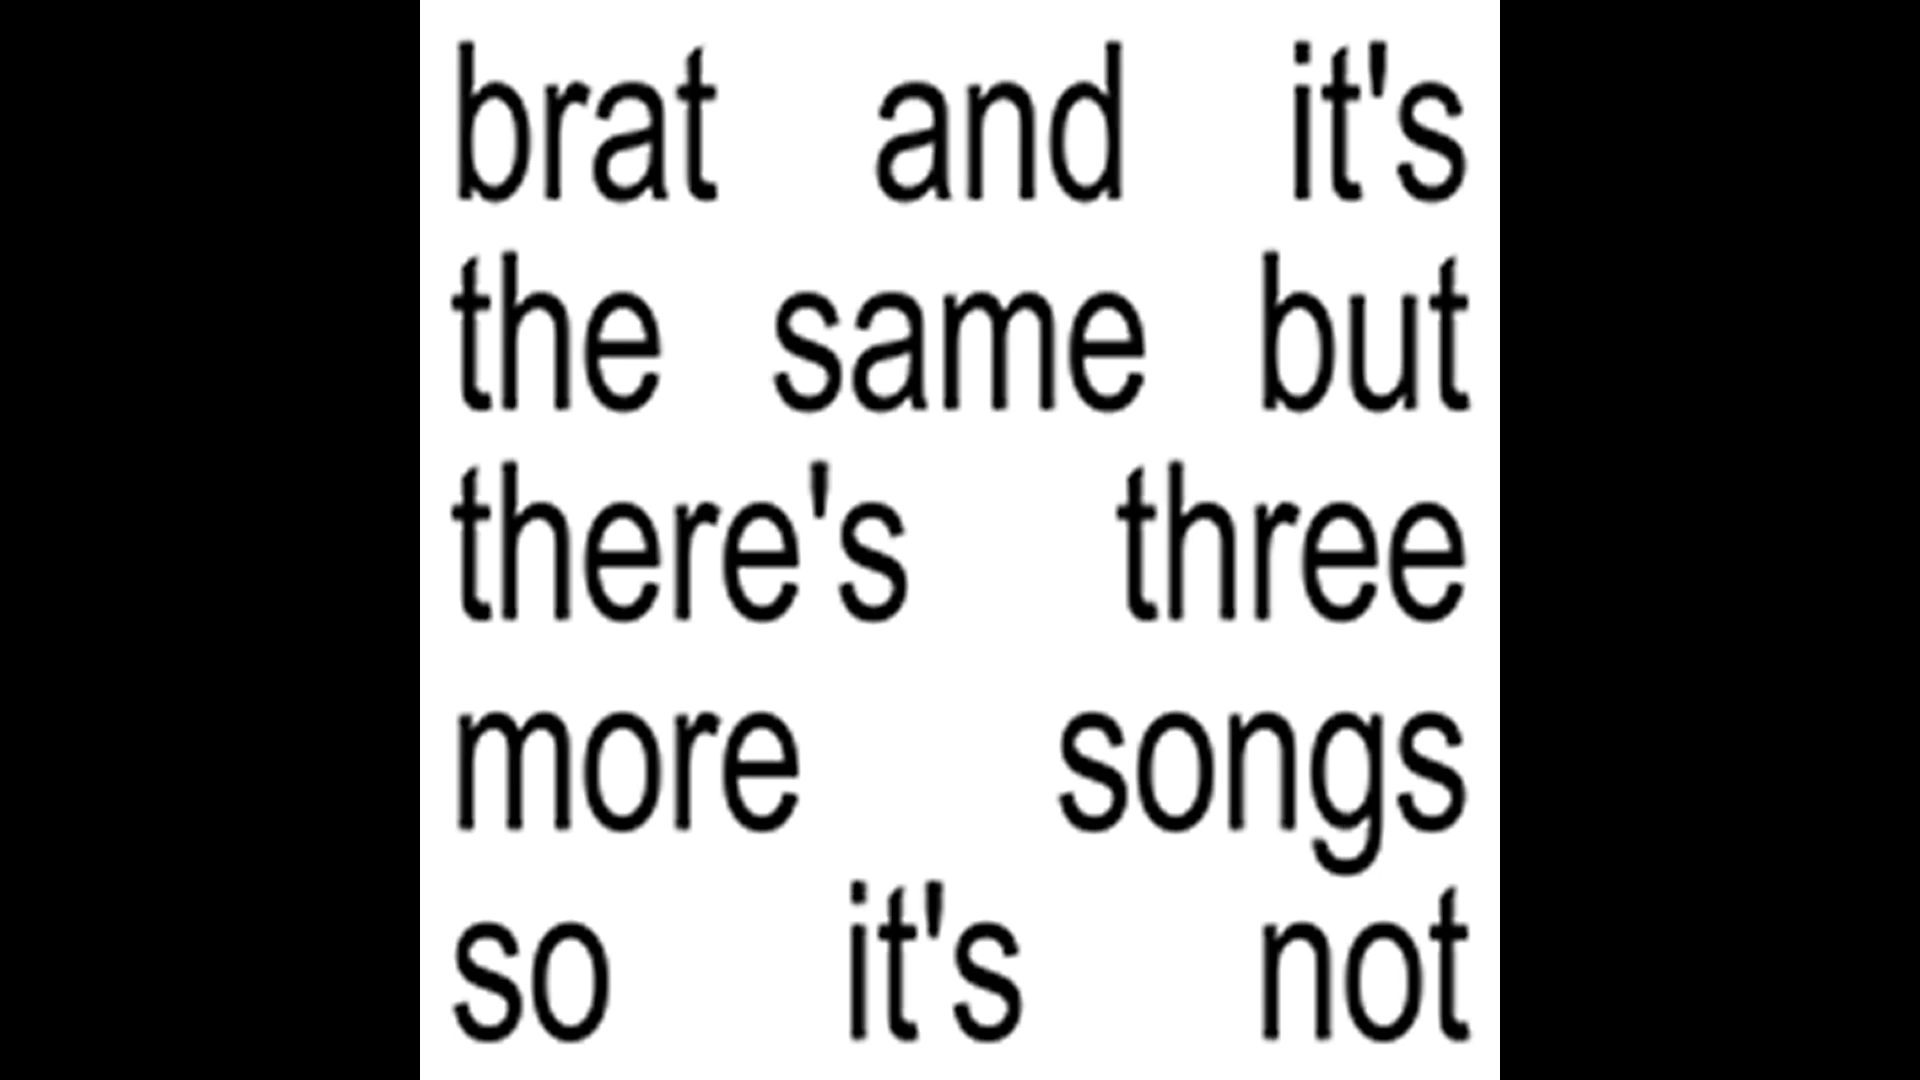 brat and it's
the same but
there's three
more songs
so it's not